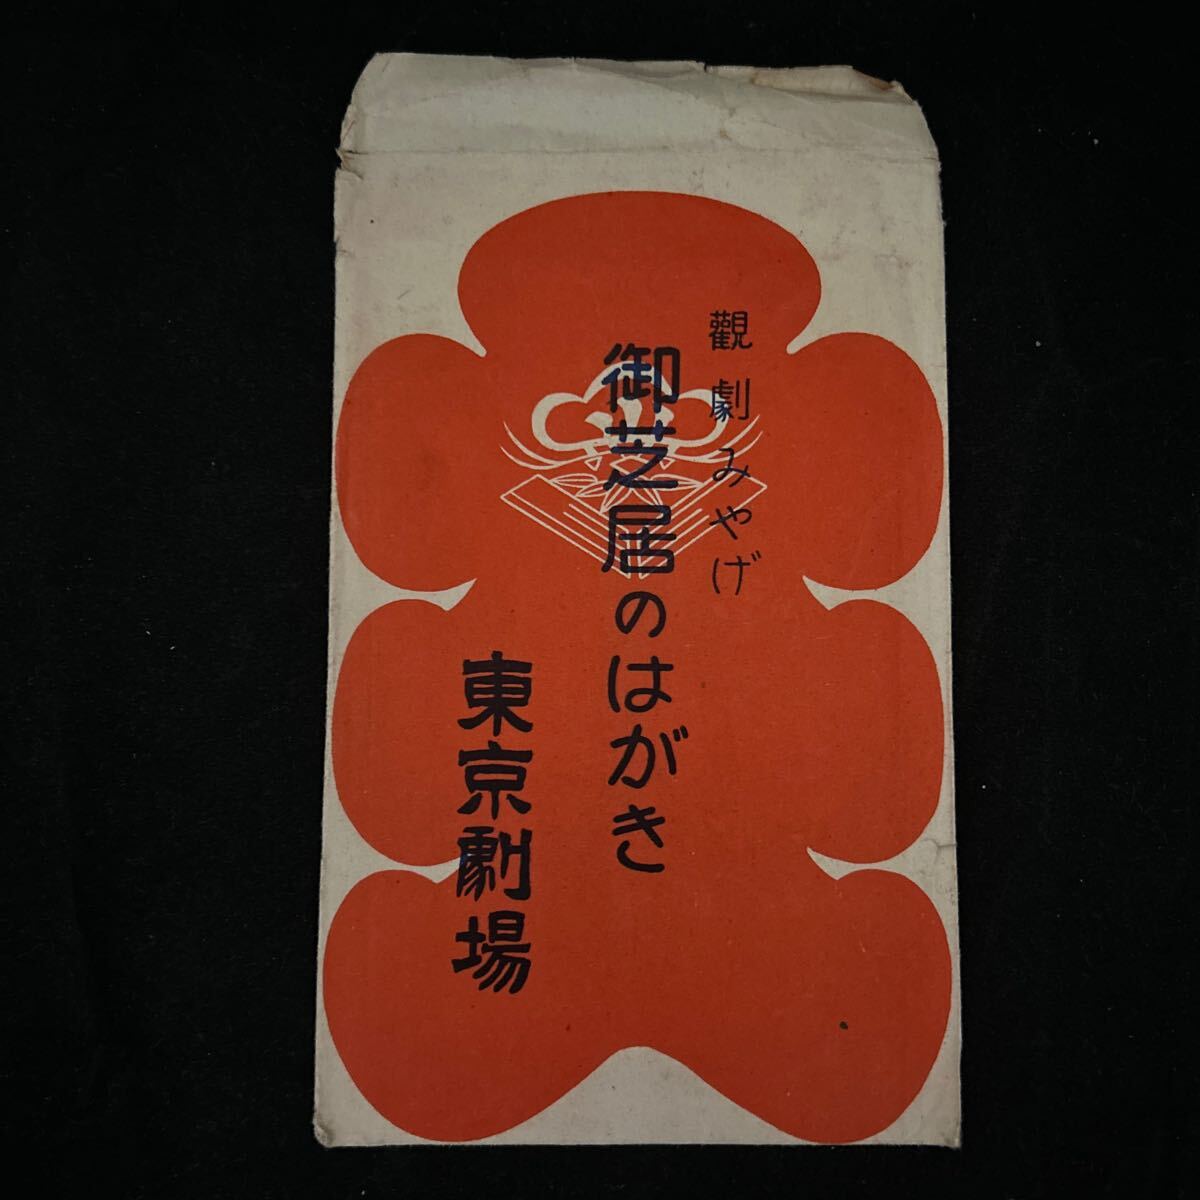 觀劇みやげ
御芝居のはがき
東京劇場